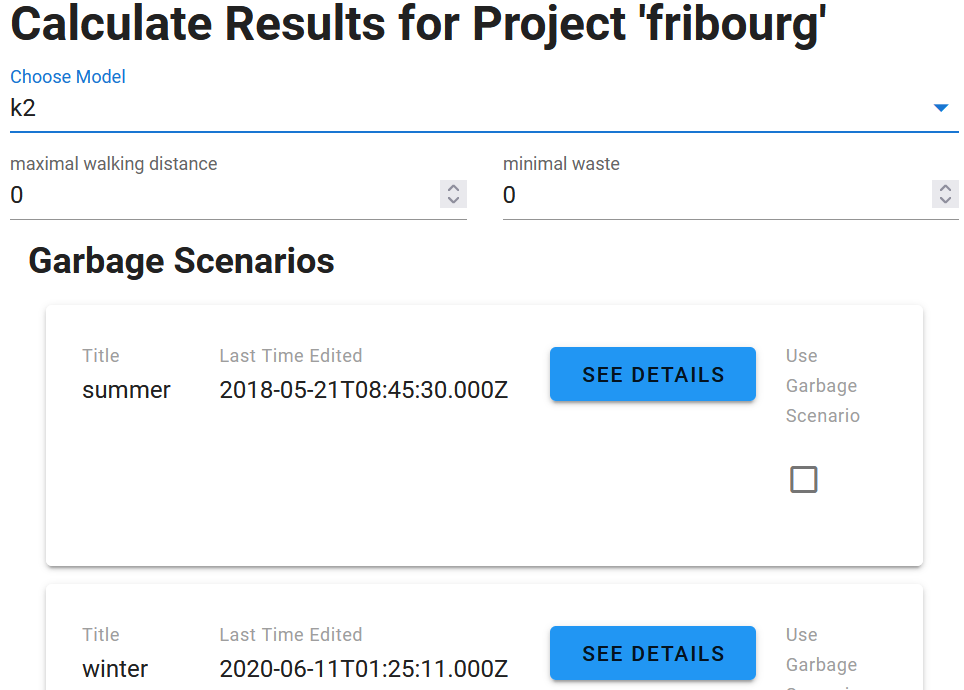 Calculate Results for Project 'fribourg'
Choose Model
k2
maximal walking distance
minimal waste
0
0
Garbage Scenarios
Title
Last Time Edited
summer
2018-05-21T08:45:30.000Z
SEE DETAILS
Use
Garbage
Scenario
Title
Last Time Edited
winter
2020-06-11T01:25:11.000Z
SEE DETAILS
Use
Garbage